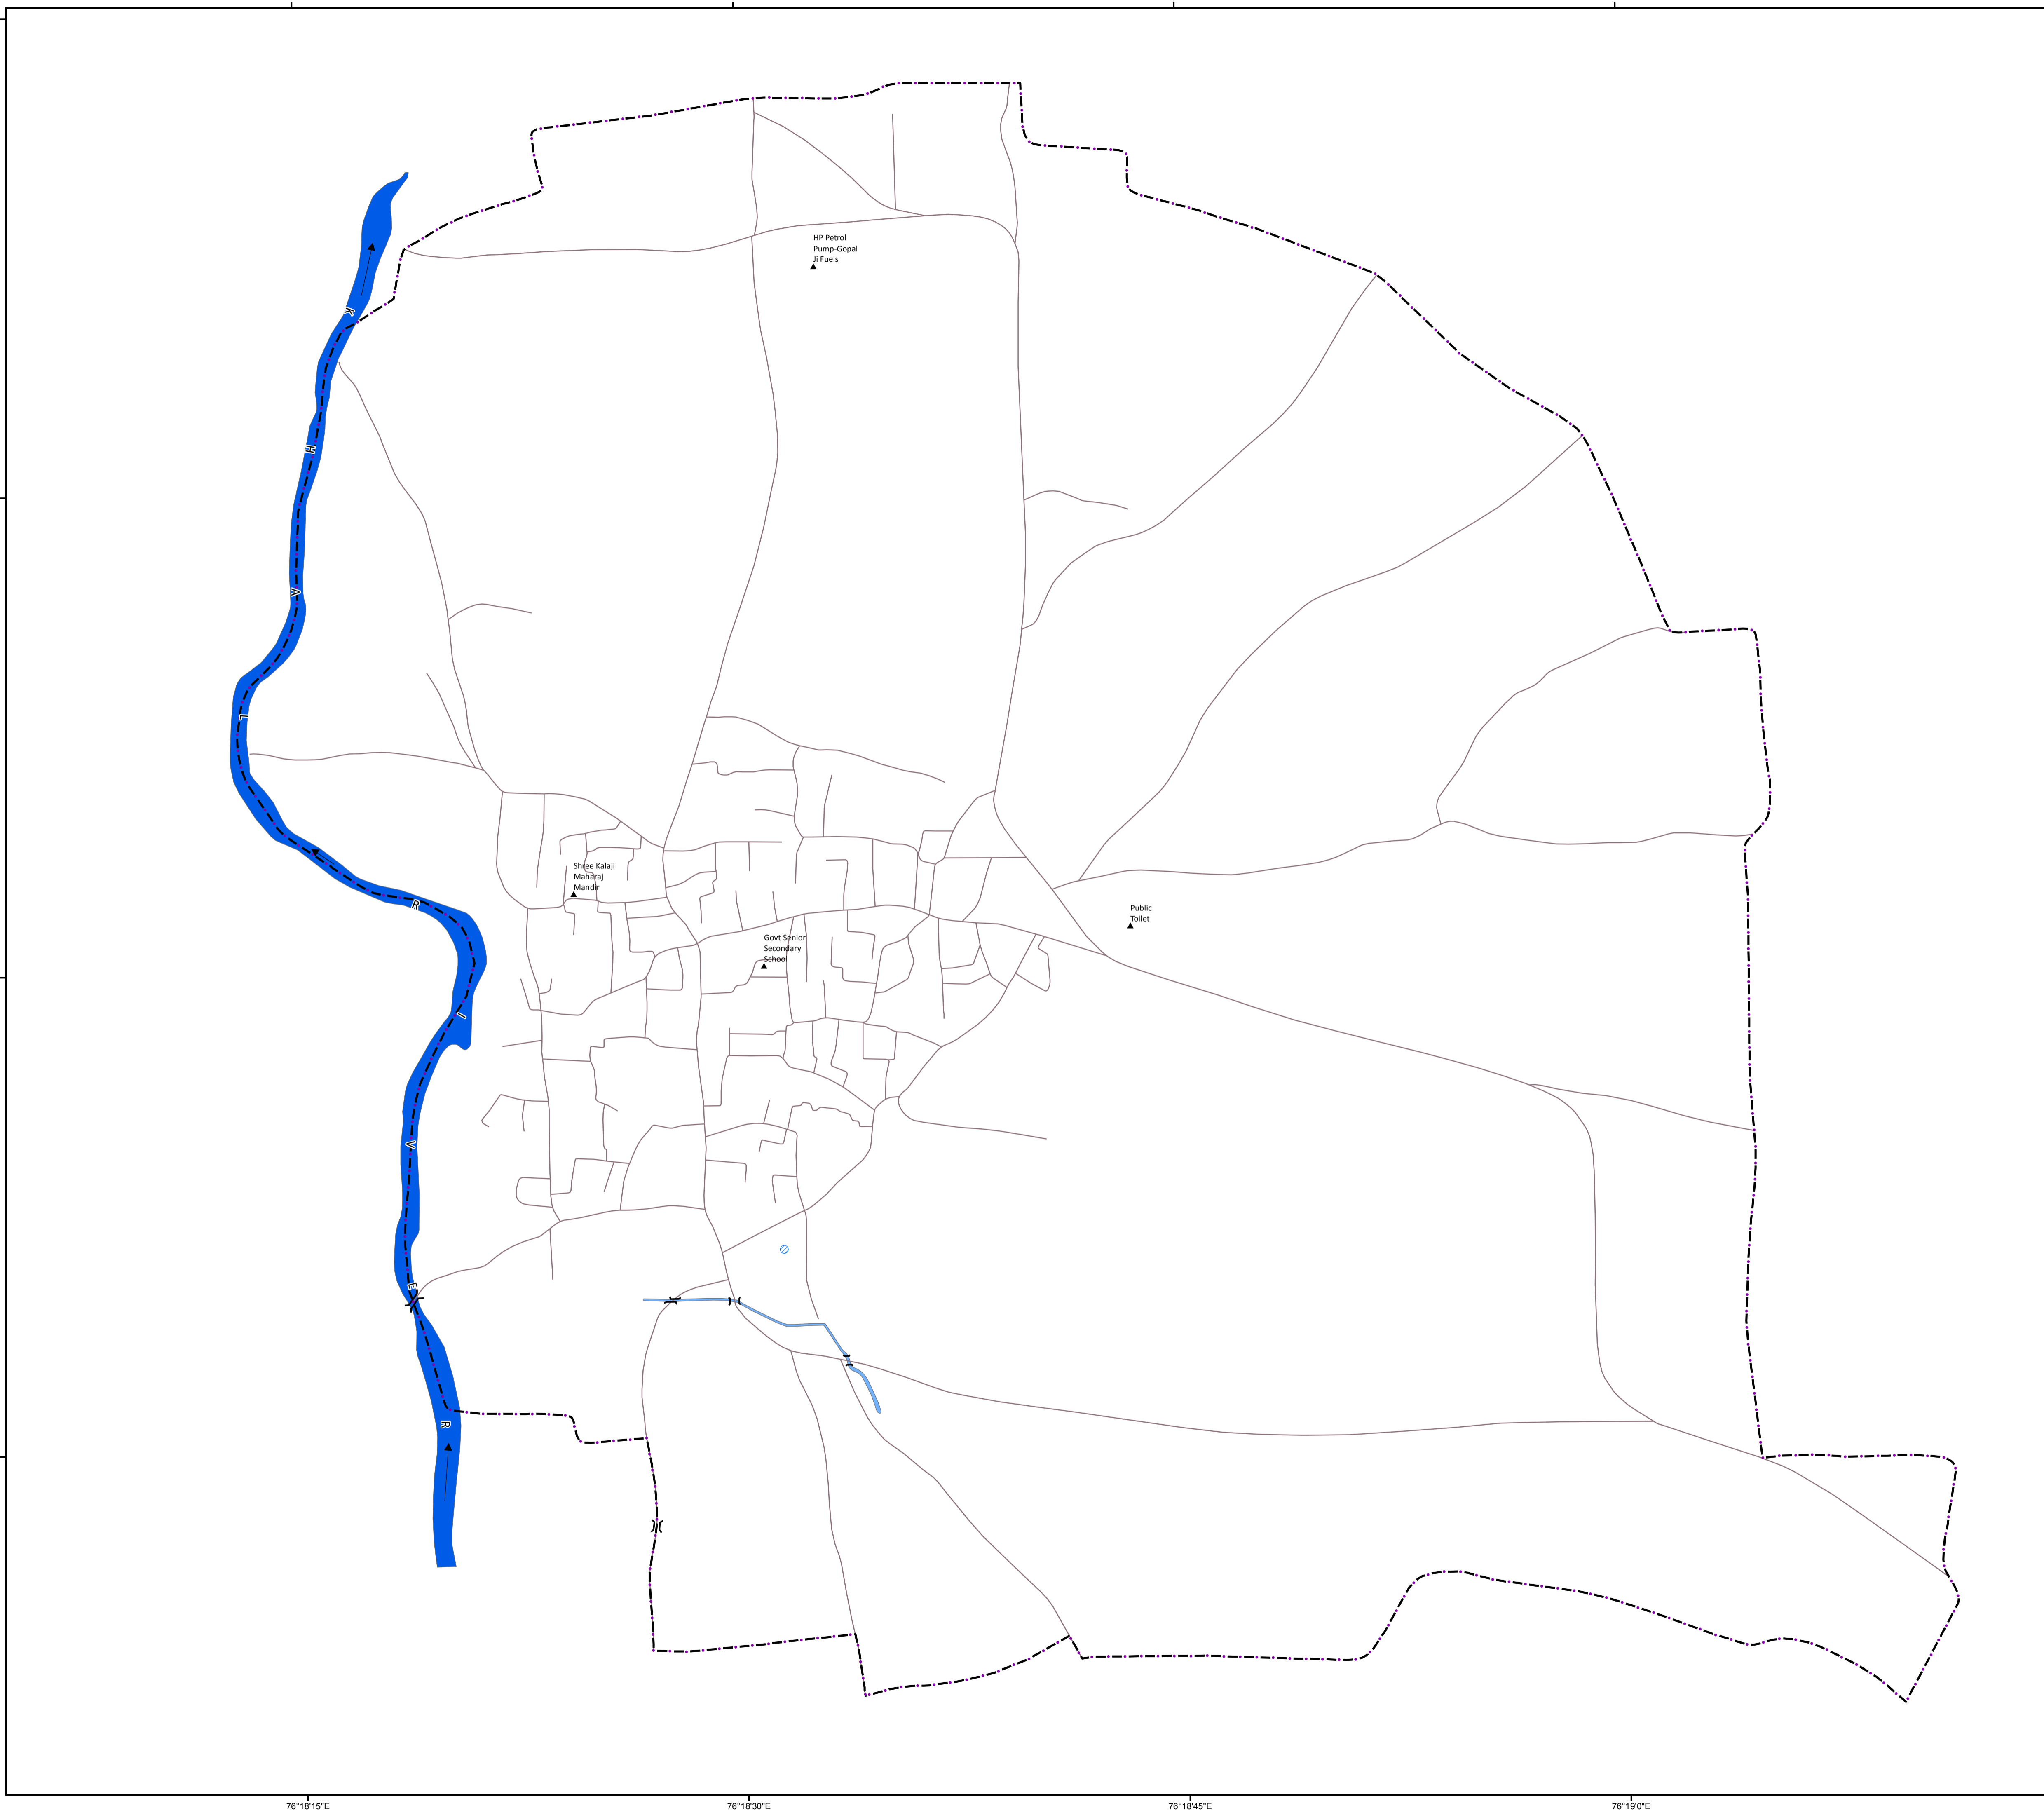 HP Petrol
Pump-Gopal
Ji Fuels
K
H
A
L
Shree Kalaji
Maharaj
Mandir
R
Public
Toilet
Govt Senior
Secondary
School
I
V
E
R
76°18'15"E
76°18'30"E
76°18'45"E
76°19'0"E